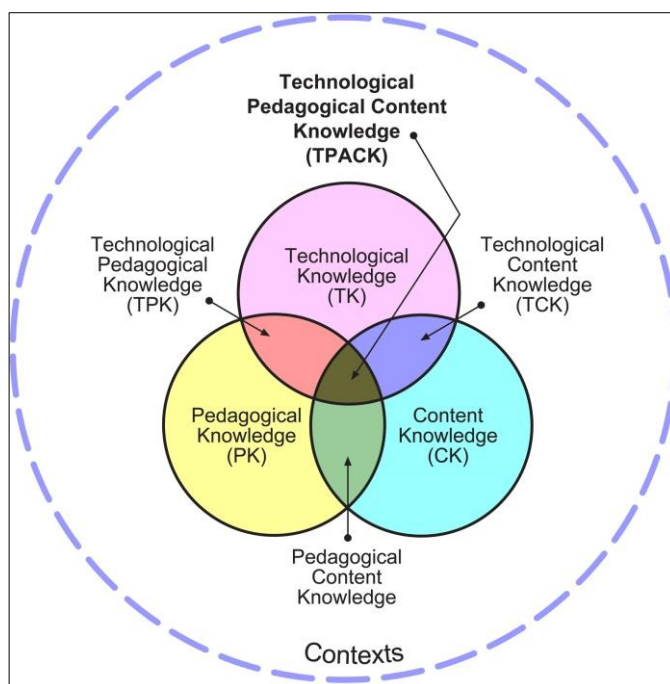 Technological
Pedagogical Content
Knowledge
(TPACK)
Technological
Pedagogical
Knowledge
(TPK)
Technological
Knowledge
(TK)
Technological
Content
Knowledge
(TCK)
Pedagogical
Knowledge
(PK)
Content
Knowledge
(CK)
Pedagogical
Content
Knowledge
Contexts